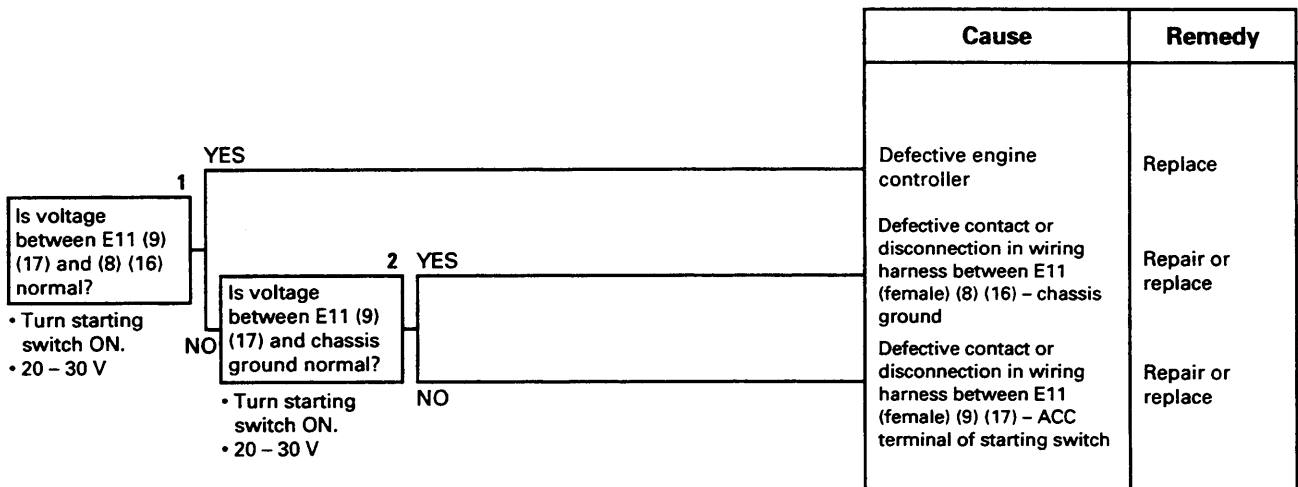 Cause
Remedy
YES
1
Is voltage
between E11 (9)
(17) and (8) (16)
normal?
• Turn starting
switch ON.
• 20 – 30 V
NO
2
YES
Is voltage
between E11 (9)
(17) and chassis
ground normal?
• Turn starting
switch ON.
• 20 – 30 V
NO
Defective engine
controller
Replace
Defective contact or
disconnection in wiring
harness between E11
(female) (8) (16) – chassis
ground
Repair or
replace
Defective contact or
disconnection in wiring
harness between E11
(female) (9) (17) – ACC
terminal of starting switch
Repair or
replace